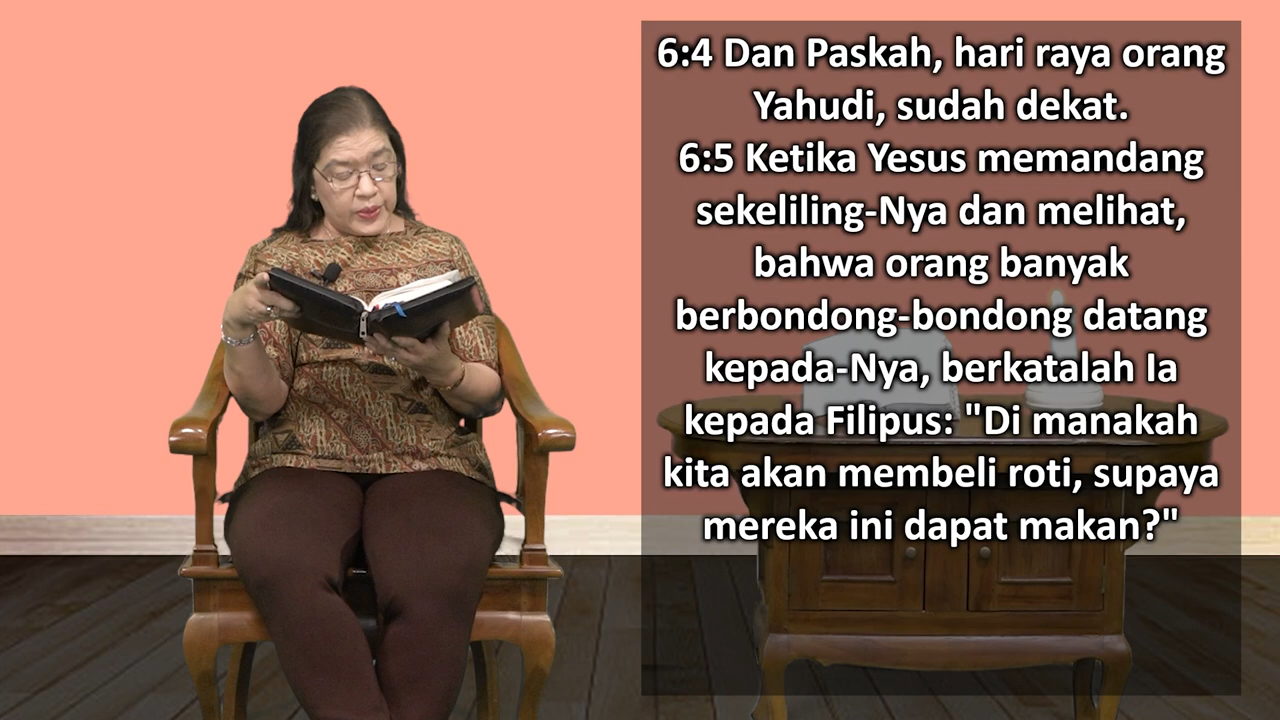 6:4 Dan Paskah, hari raya orang
Yahudi, sudah dekat.
6:5 Ketika Yesus memandang
sekeliling-Nya dan melihat,
bahwa orang banyak
berbondong-bondong datang
kepada-Nya, berkatalah Ia
kepada Filipus: "Di manakah
kita akan membeli roti, supaya
mereka ini dapat makan?"